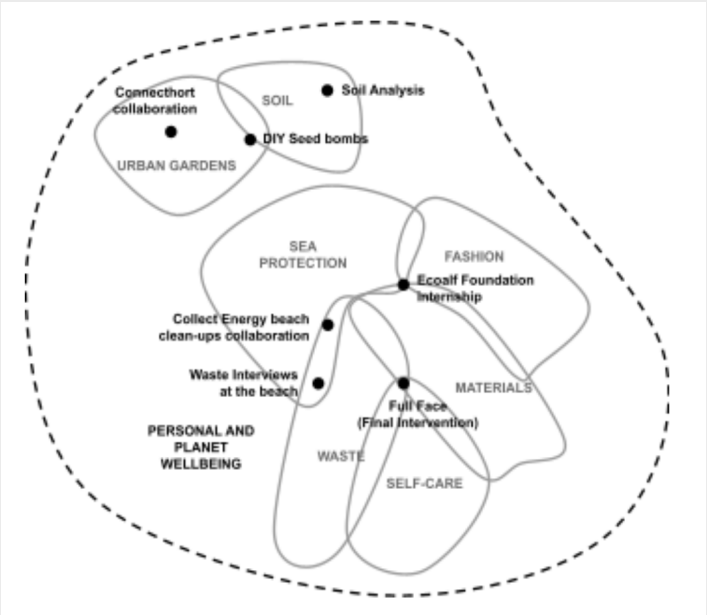 Connecthort
collaboration
SOIL
Soil Analysis
DIY Seed bombs
URBAN GARDENS
SEA
PROTECTION
FASHION
Ecoalf Foundation
internship
Collect Energy beach
clean-ups collaboration
Waste Interviews
at the beach
MATERIALS
Full Face
(Final Intervention)
PERSONAL AND
PLANET
WELLBEING
WASTE
SELF-CARE